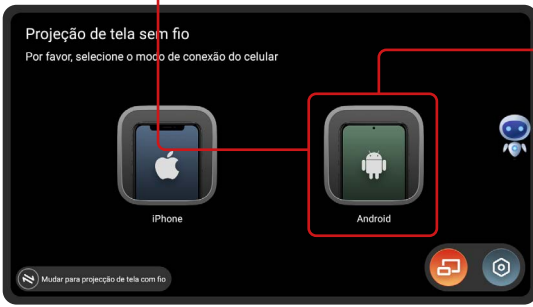 Projeção de tela sem fio
Por favor, selecione o modo de conexão do celular
iPhone
Android
Mudar para projecção de tela com fio